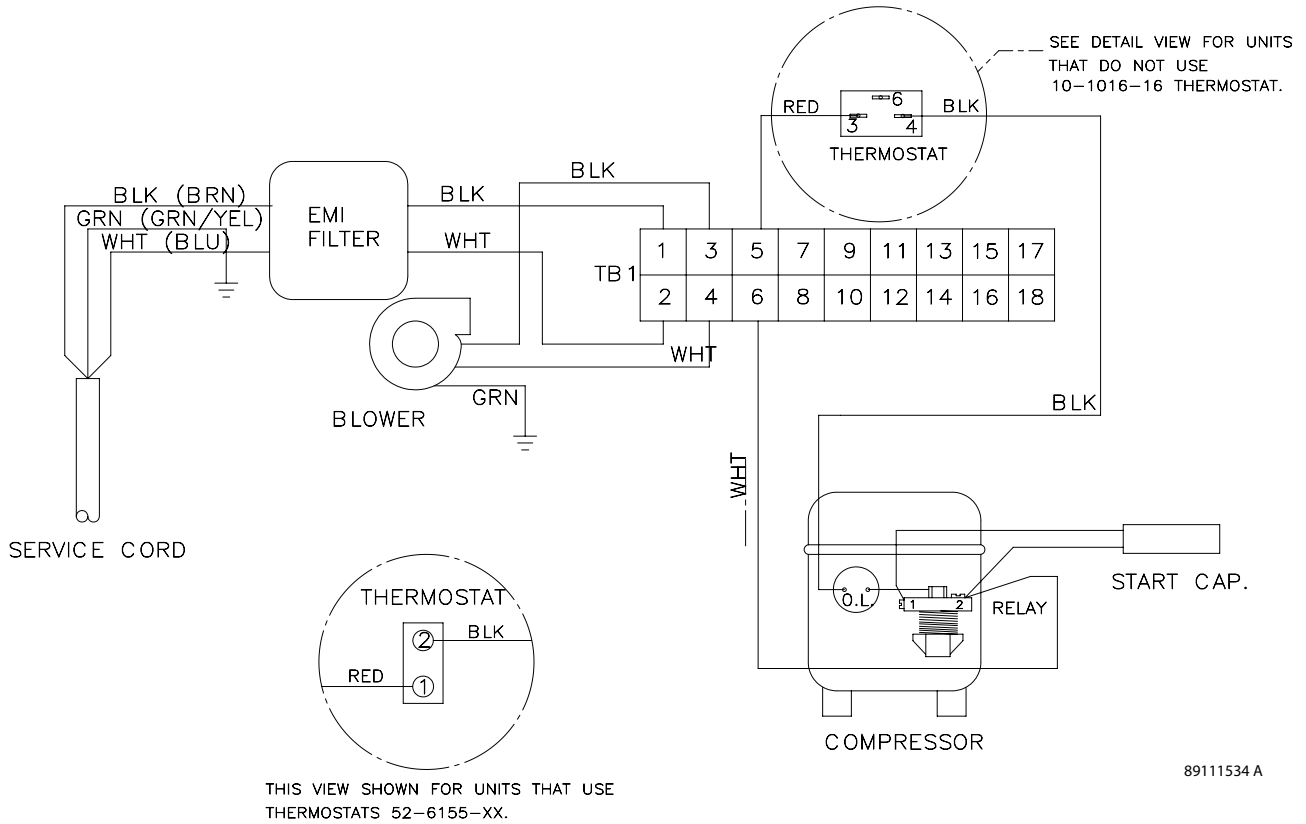 SEE DETAIL VIEW FOR UNITS
THAT DO NOT USE
10-1016-16 THERMOSTAT.
RED
6
BLK
3
4
THERMOSTAT
BLK
BLK (BRN)
GRN (GRN/YEL)
WHT (BLU)
EMI
FILTER
BLK
WHT
TB1
1 3 5 7 9 11 13 15 17
2 4 6 8 10 12 14 16 18
WHT
GRN
BLOWER
BLK
WHT
SERVICE CORD
START CAP.
O.L.
1 2
RELAY
COMPRESSOR
THERMOSTAT
2
BLK
RED
1
THIS VIEW SHOWN FOR UNITS THAT USE
THERMOSTATS 52-6155-XX.
89111534 A